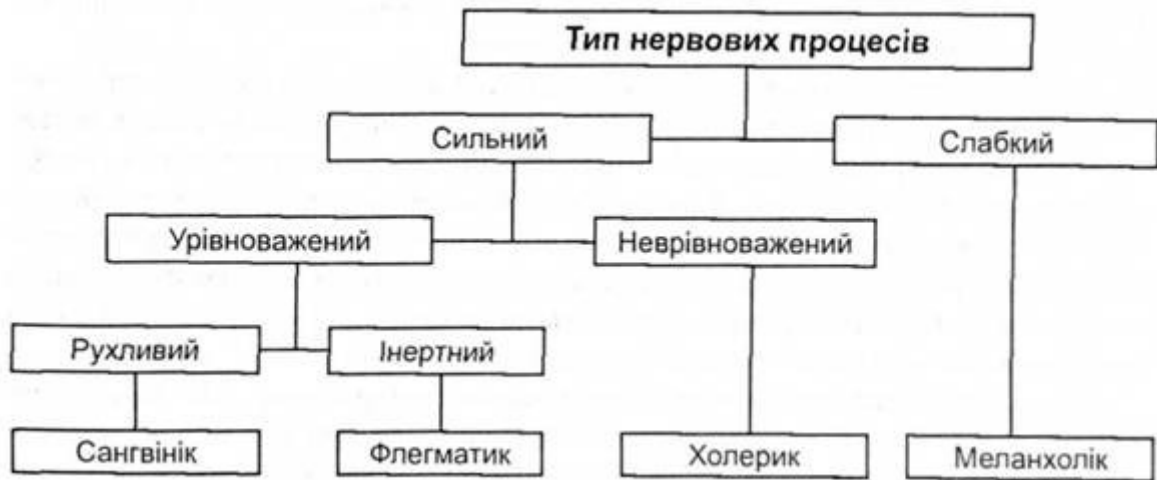 Тип нервових процесів
Сильний
Слабкий
Урівноважений
Неврівноважений
Рухливий
Інертний
Сангвінік
Флегматик
Холерик
Меланхолік